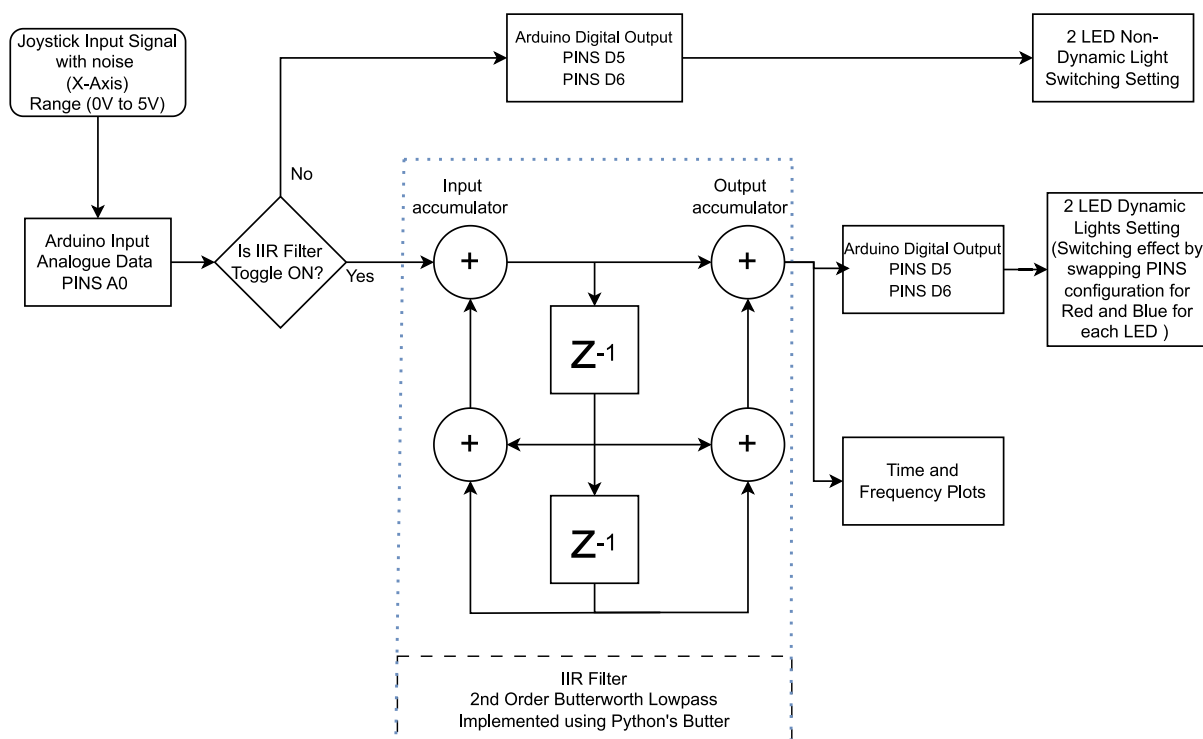 Joystick Input Signal
with noise
(X-Axis)
Range (0V to 5V)
Arduino Digital Output
PINS D5
PINS D6
2 LED Non-
Dynamic Light
Switching Setting
No
Input
accumulator
Output
accumulator
Arduino Input
Analogue Data
PINS A0
Is IIR Filter
Toggle ON?
Yes
+
+
Arduino Digital Output
PINS D5
PINS D6
2 LED Dynamic
Lights Setting
(Switching effect by
swapping PINS
configuration for
Red and Blue for
each LED )
Z-1
+
+
Time and
Frequency Plots
Z-1
IIR Filter
2nd Order Butterworth Lowpass
Implemented using Python's Butter